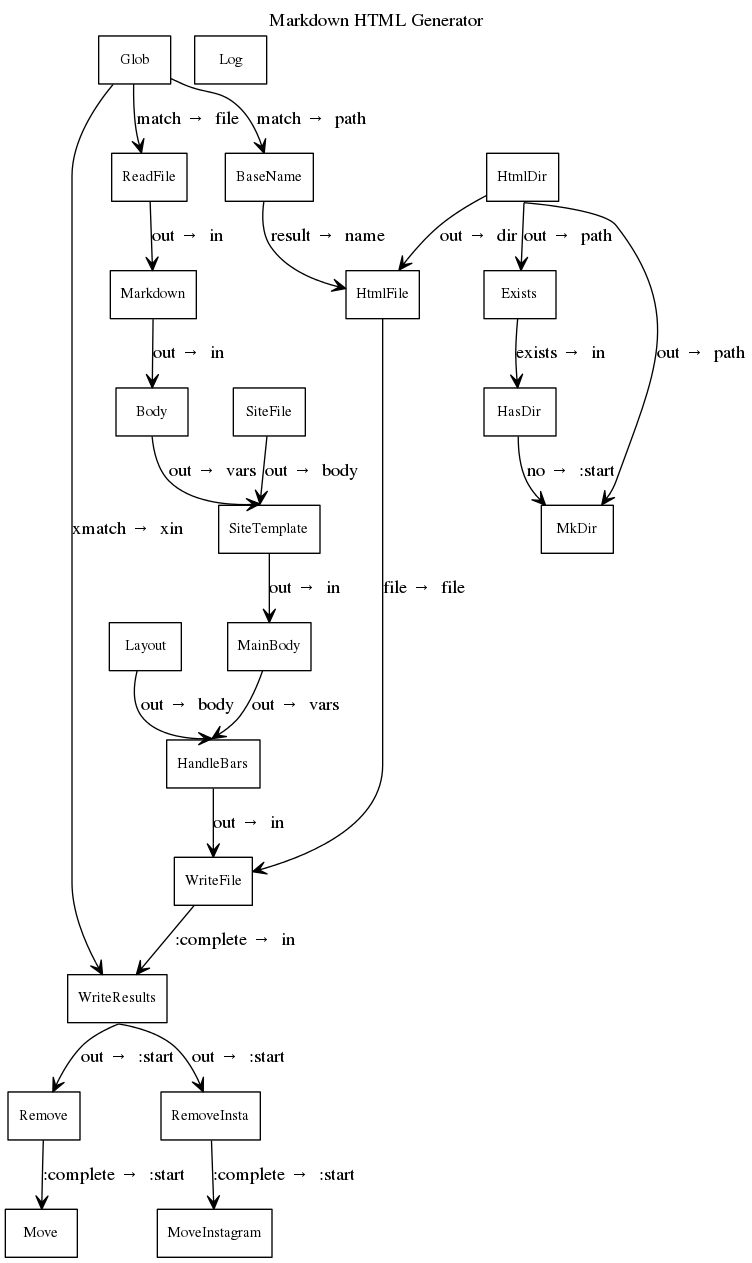 Markdown HTML Generator
Glob
Log
match → file
match → path
ReadFile
BaseName
HtmlDir
out → in
result → name
out → dir
out → path
Markdown
HtmlFile
Exists
out → in
exists → in
out → path
Body
SiteFile
HasDir
out → vars
out → body
no → :start
xmatch → xin
SiteTemplate
MkDir
out → in
file → file
Layout
MainBody
out → body
out → vars
HandleBars
out → in
WriteFile
:complete → in
WriteResults
out → :start
out → :start
Remove
RemoveInsta
:complete → :start
:complete → :start
Move
MoveInstagram